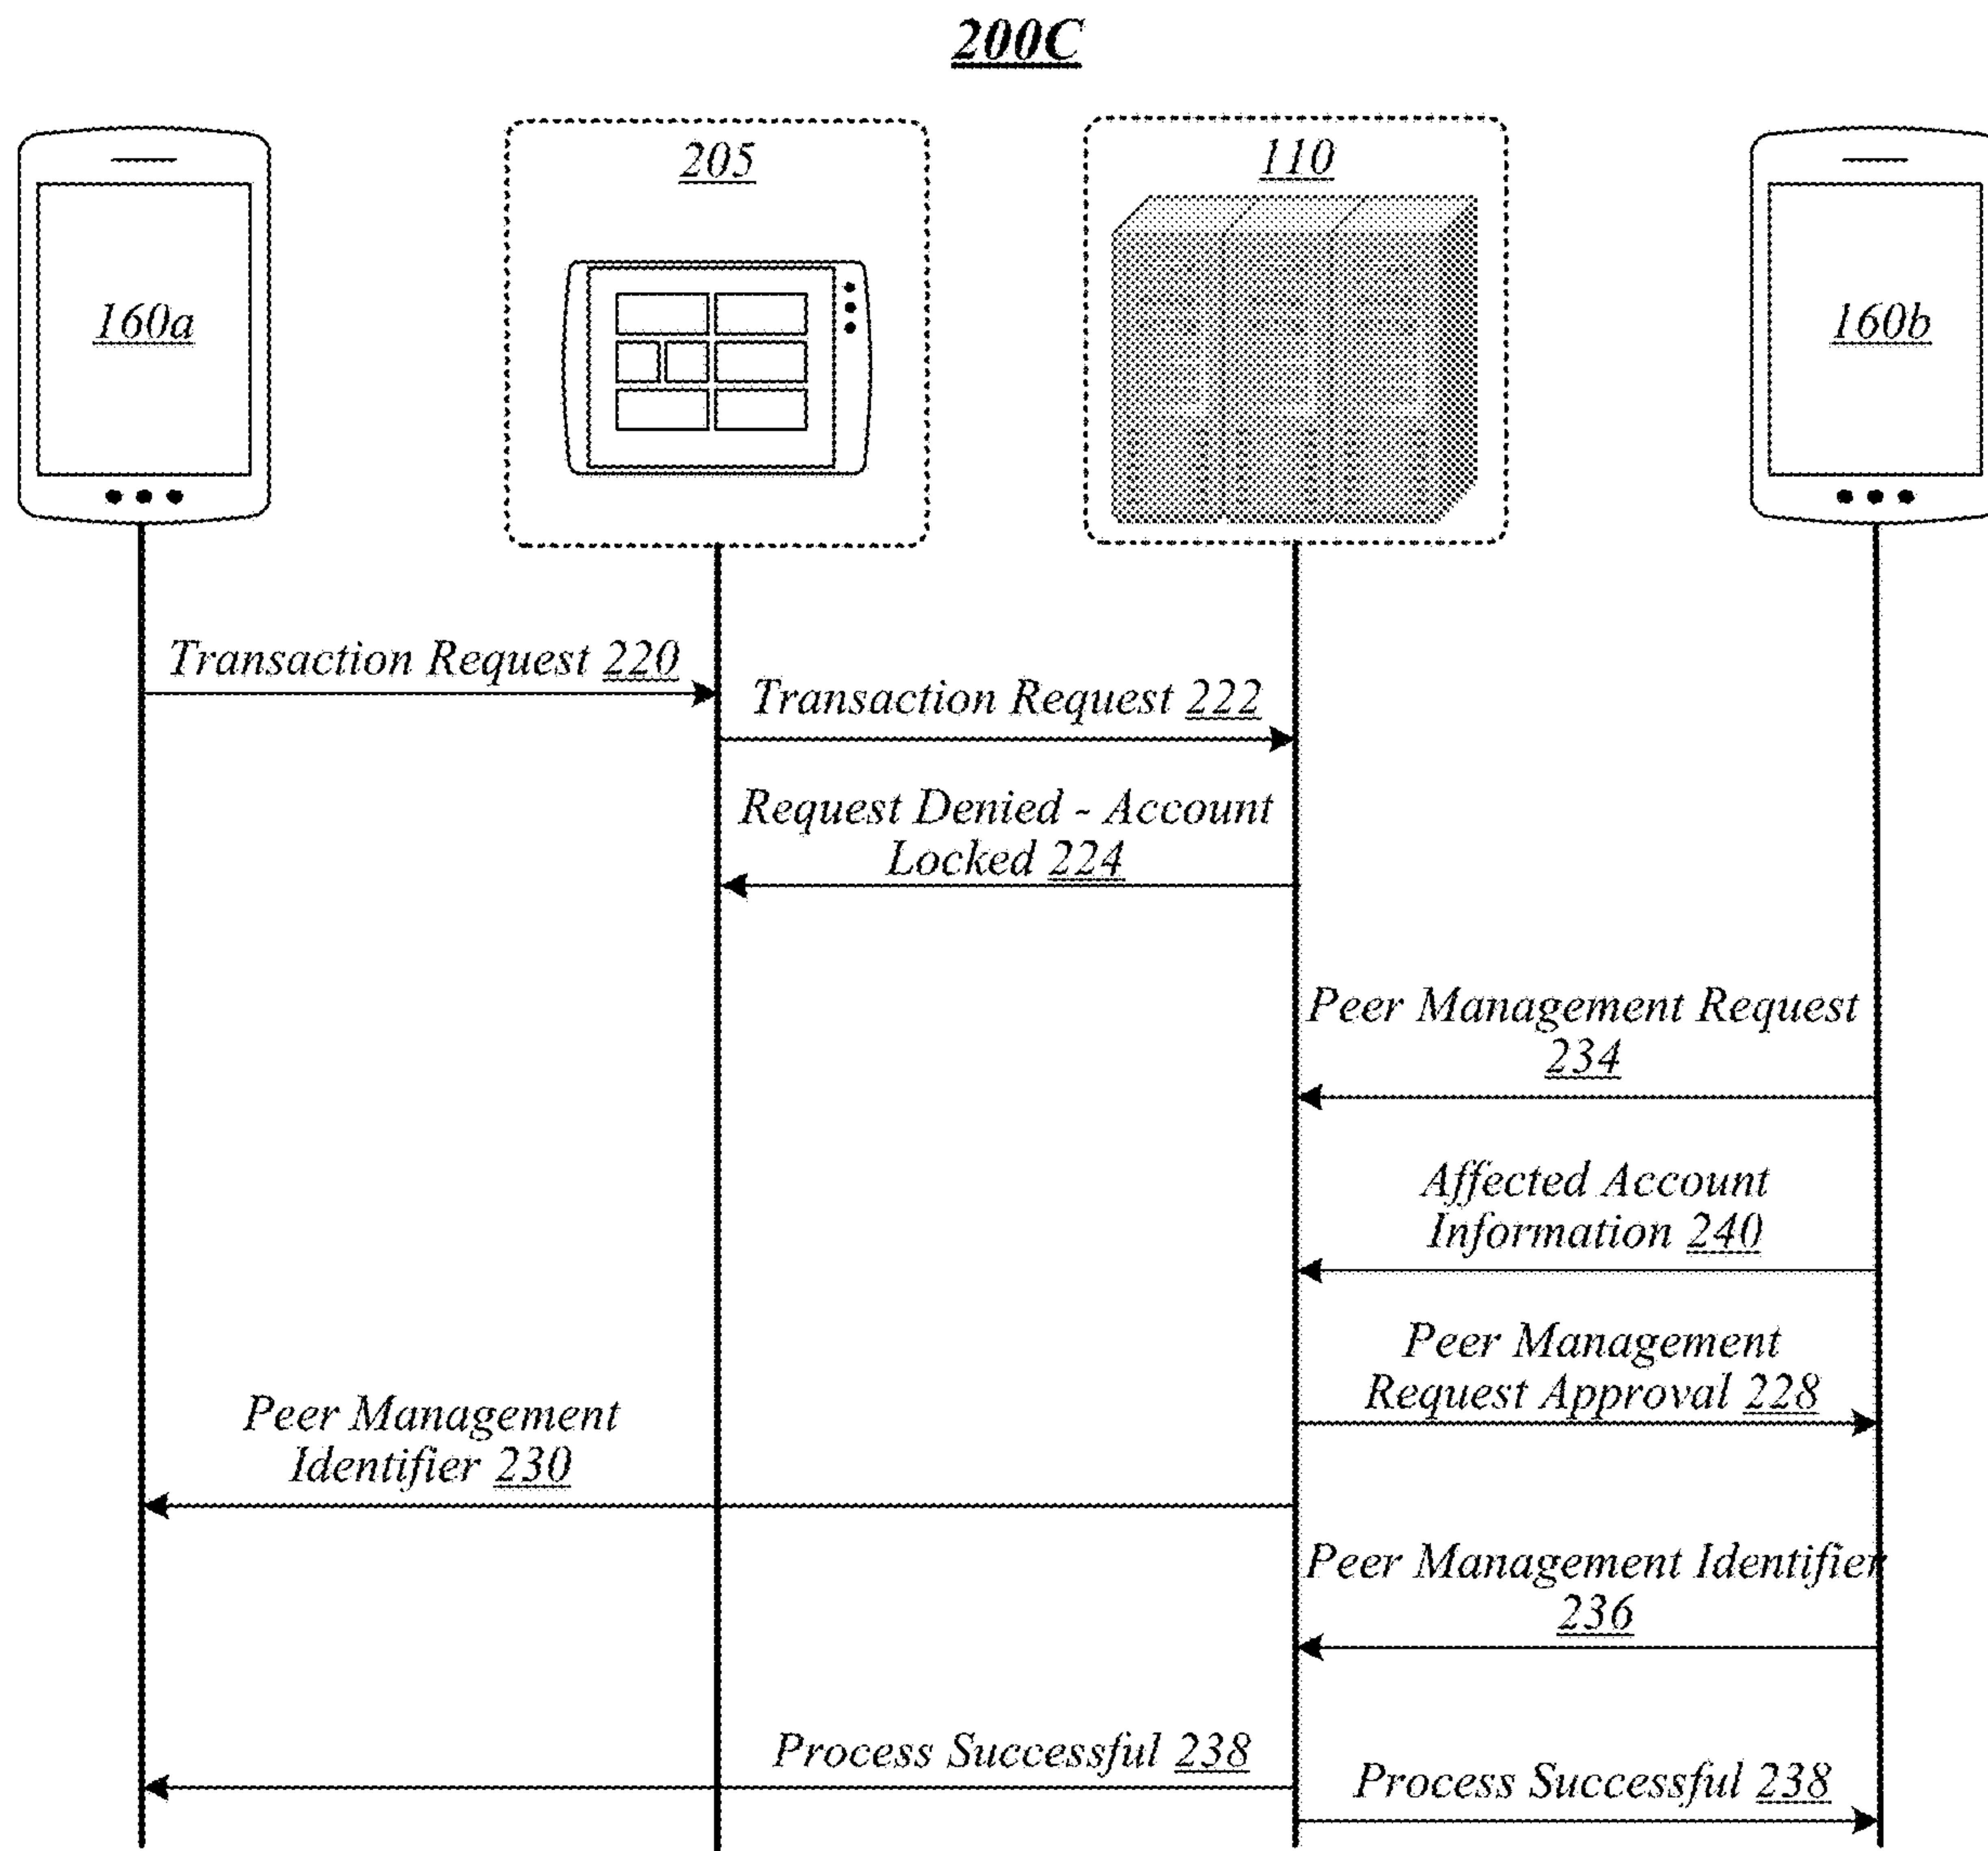 200C
160a
205
110
160b
Transaction Request 220
Transaction Request 222
Request Denied - Account
Locked 224
Peer Management Request
234
Affected Account
Information 240
Peer Management
Request Approval 228
Peer Management
Identifier 230
Peer Management Identifier
236
Process Successful 238
Process Successful 238